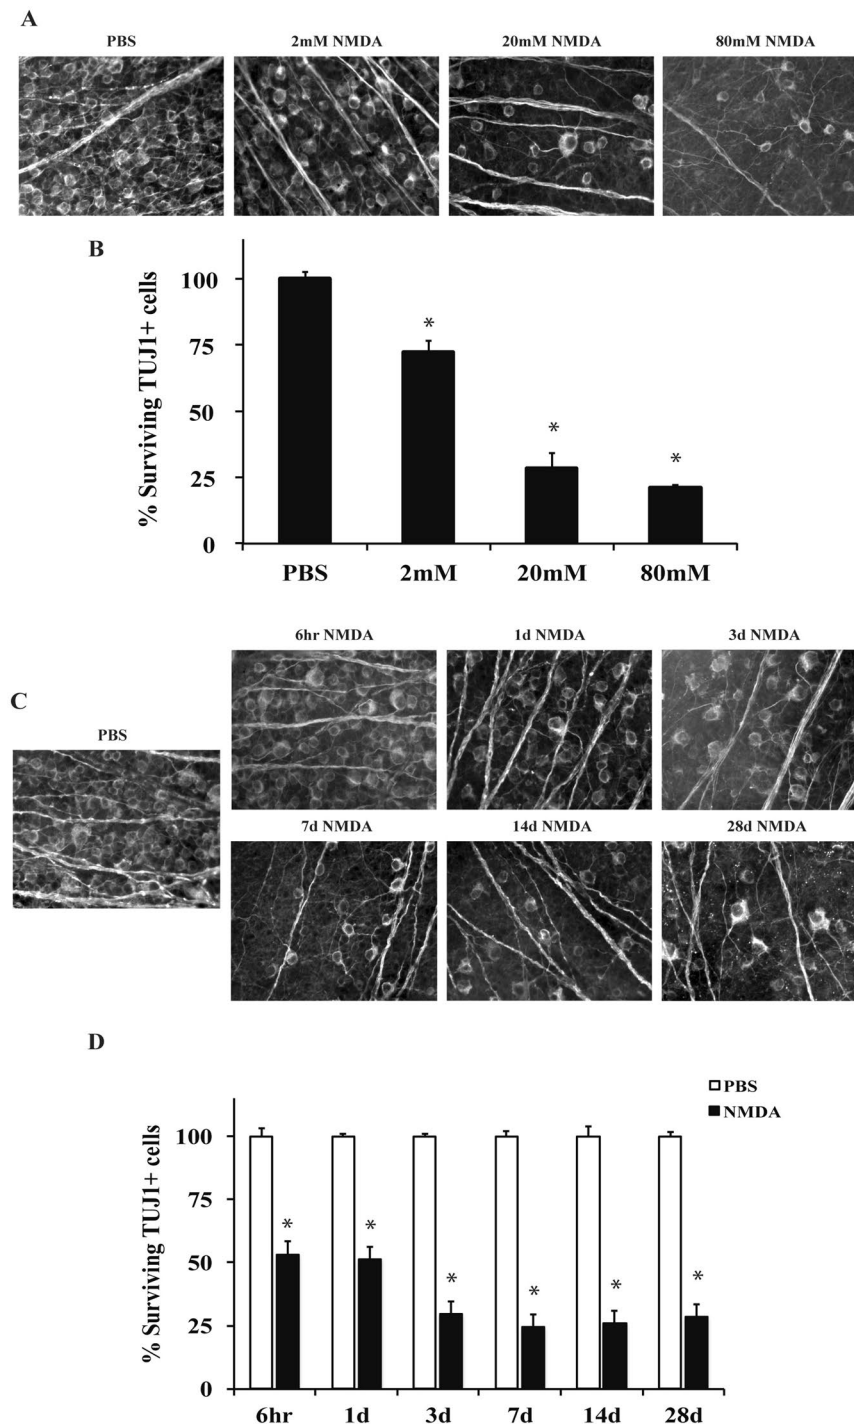 A
PBS 2mM NMDA 20mM NMDA 80mM NMDA
B
% Surviving TUJ1+ cells
100
75
50
25
0
* * *
PBS 2mM 20mM 80mM
C
PBS
6hr NMDA 1d NMDA 3d NMDA
7d NMDA 14d NMDA 28d NMDA
D
PBS
NMDA
% Surviving TUJ1+ cells
100
75
50
25
0
* * * * * *
6hr 1d 3d 7d 14d 28d